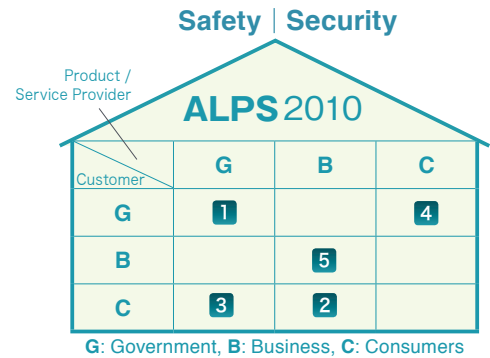 Safety | Security
Product /
Service Provider
ALPS 2010
Customer
G B C
G 1 4
B 5
C 3 2
G: Government, B: Business, C: Consumers